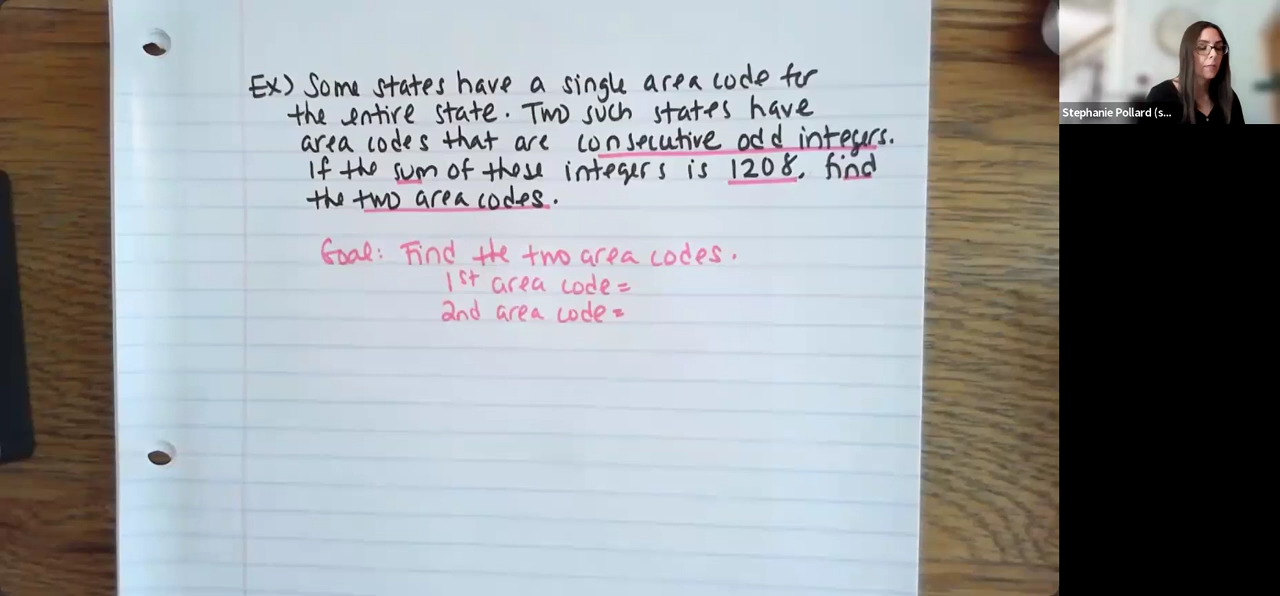 Ex) Some states have a single area code for
the entire state. Two such states have
area codes that are consecutive odd integers.
If the sum of those integers is 1208, find
the two area codes.
Goal: Find the two area codes.
1st area code=
2nd area code=
Stephanie Pollard (s...